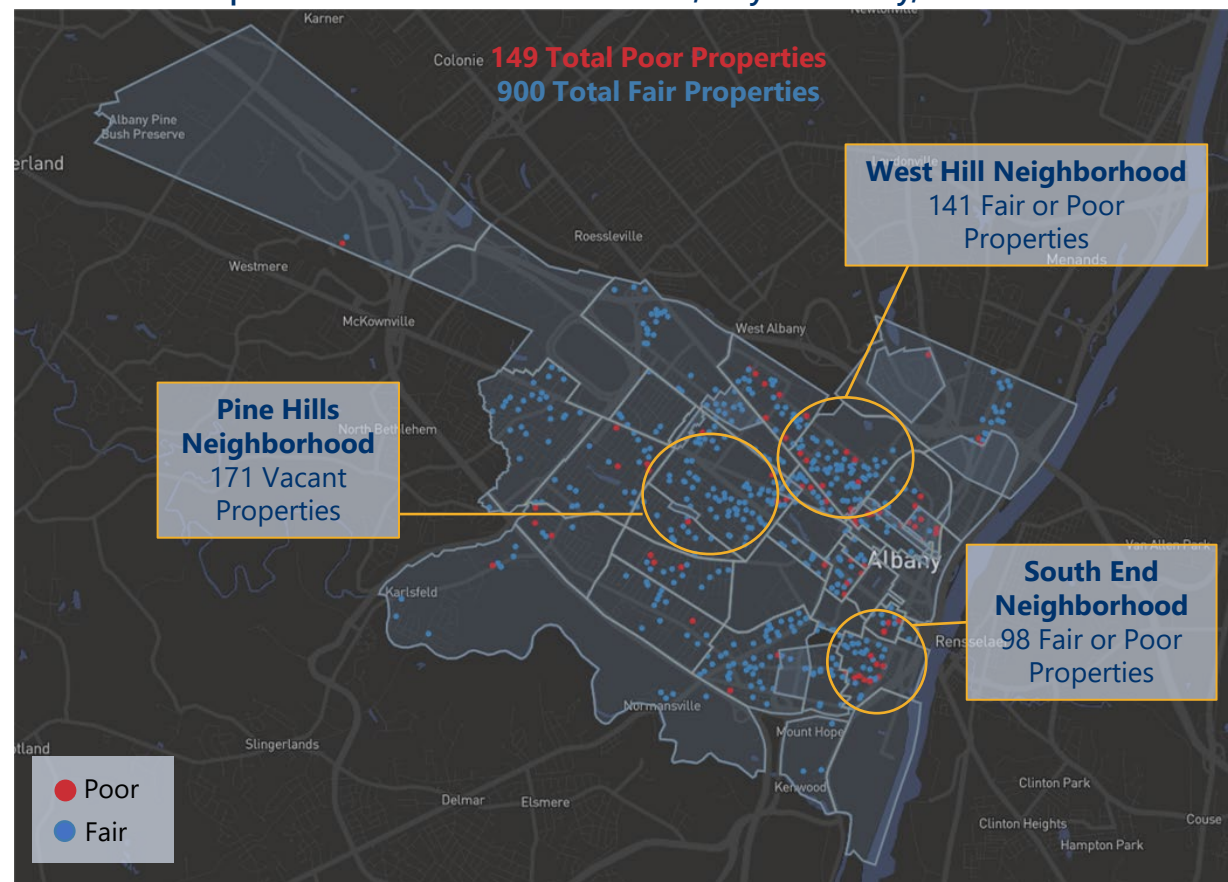 Karner
Colonie
149 Total Poor Properties
900 Total Fair Properties
Albany Pine
Bush Preserve
erland
West Hill Neighborhood
141 Fair or Poor
Properties
Menands
Roessleville
Westmere
McKownville
West Albany
Pine Hills
Neighborhood
171 Vacant
Properties
North Bethlehem
Albany
Van Allen Park
South End
Neighborhood
98 Fair or Poor
Properties
Karlsfeld
Rensselaer
Normansville
Mount Hope
Slingerlands
Kenwood
Delmar
Elsmere
Clinton Park
Clinton Heights
Couse
Hampton Park
otland
Poor
Fair